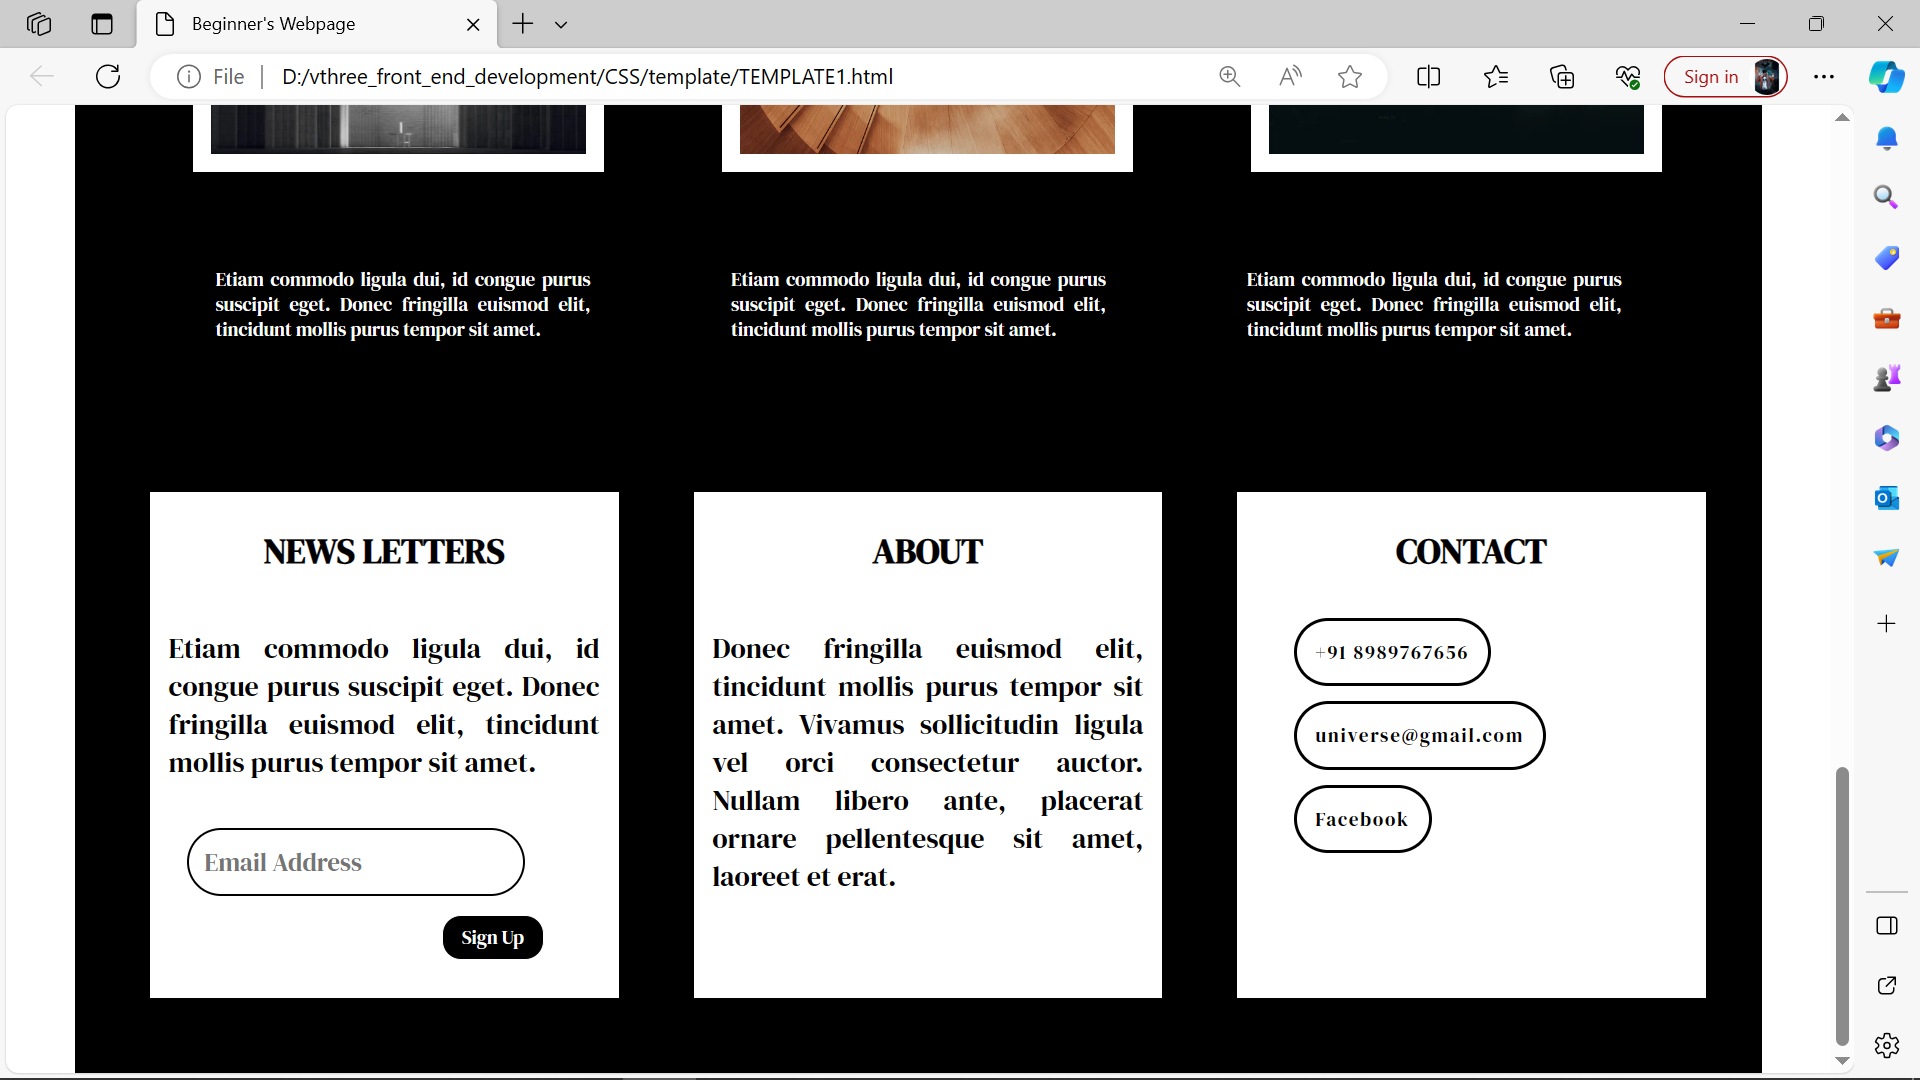 Beginner's Webpage
File
D:/vthree_front_end_development/CSS/template/TEMPLATE1.html
Sign in
Etiam commodo ligula dui, id congue purus
suscipit eget. Donec fringilla euismod elit,
tincidunt mollis purus tempor sit amet.
Etiam commodo ligula dui, id congue purus
suscipit eget. Donec fringilla euismod elit,
tincidunt mollis purus tempor sit amet.
Etiam commodo ligula dui, id congue purus
suscipit eget. Donec fringilla euismod elit,
tincidunt mollis purus tempor sit amet.
NEWS LETTERS
Etiam commodo ligula dui, id
congue purus suscipit eget. Donec
fringilla euismod elit, tincidunt
mollis purus tempor sit amet.
Email Address
Sign Up
ABOUT
Donec fringilla euismod elit,
tincidunt mollis purus tempor sit
amet. Vivamus sollicitudin ligula
vel orci consectetur auctor.
Nullam libero ante, placerat
ornare pellentesque sit amet,
laoreet et erat.
CONTACT
+91 8989767656
universe@gmail.com
Facebook